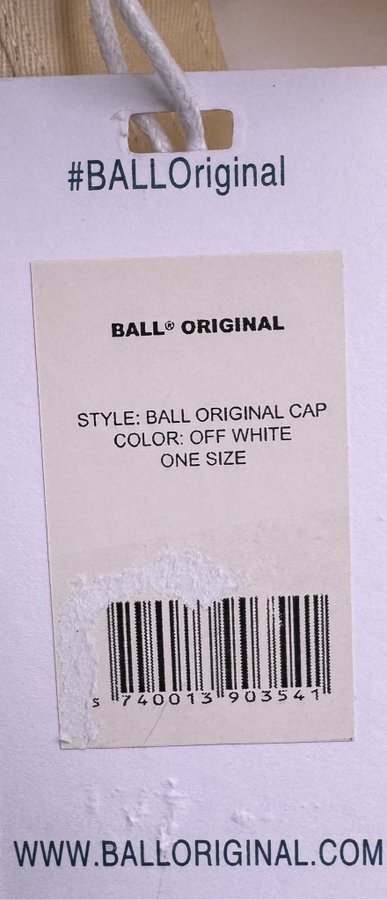 #BALLOriginal
BALL® ORIGINAL
STYLE: BALL ORIGINAL CAP
COLOR: OFF WHITE
ONE SIZE
5 740013 903541
WWW.BALLORIGINAL.COM